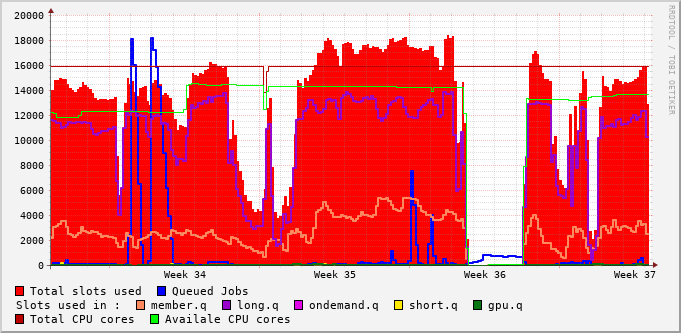 20000
18000
16000
14000
12000
10000
8000
6000
4000
2000
0
Week 34 Week 35 Week 36 Week 37
RRDTOOL / TOBI OETIKER
Total slots used Queued Jobs
Slots used in : member.q long.q ondemand.q short.q gpu.q
Total CPU cores Availale CPU cores